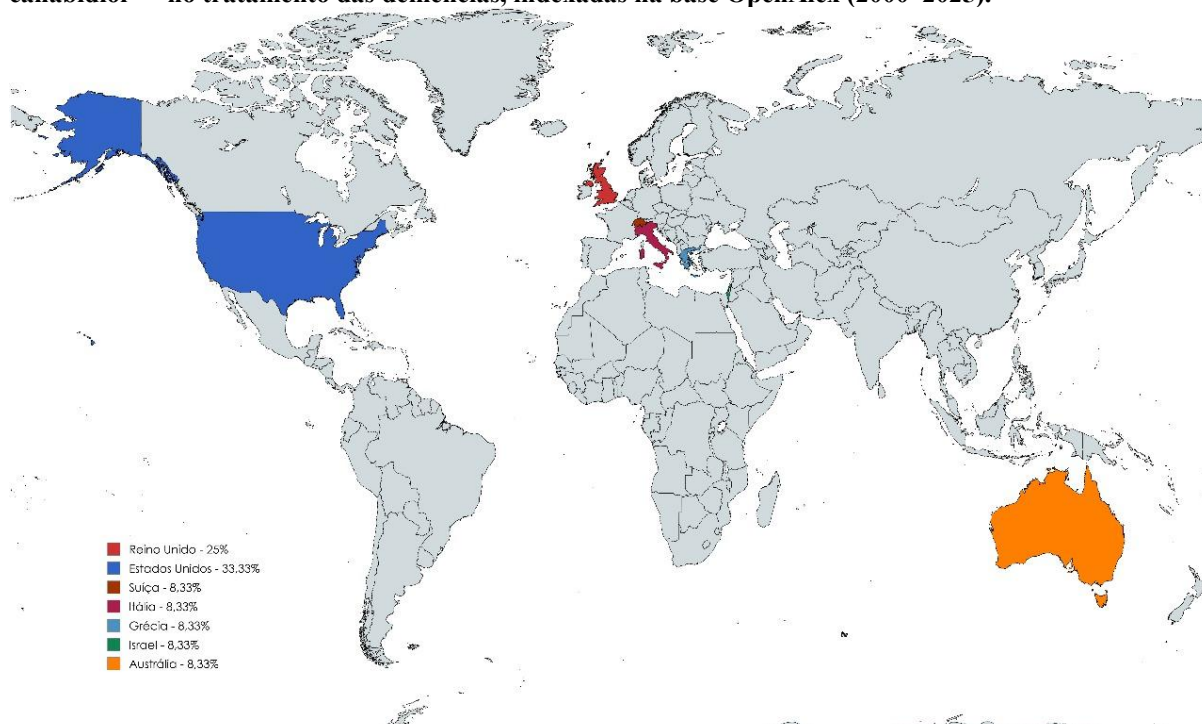 canabidiol — no tratamento das demências, indexadas na base OpenAlex (2000–2025).
Reino Unido - 25%
Estados Unidos - 33,33%
Suíça - 8,33%
Itália - 8,33%
Grécia - 8,33%
Israel - 8,33%
Austrália - 8,33%